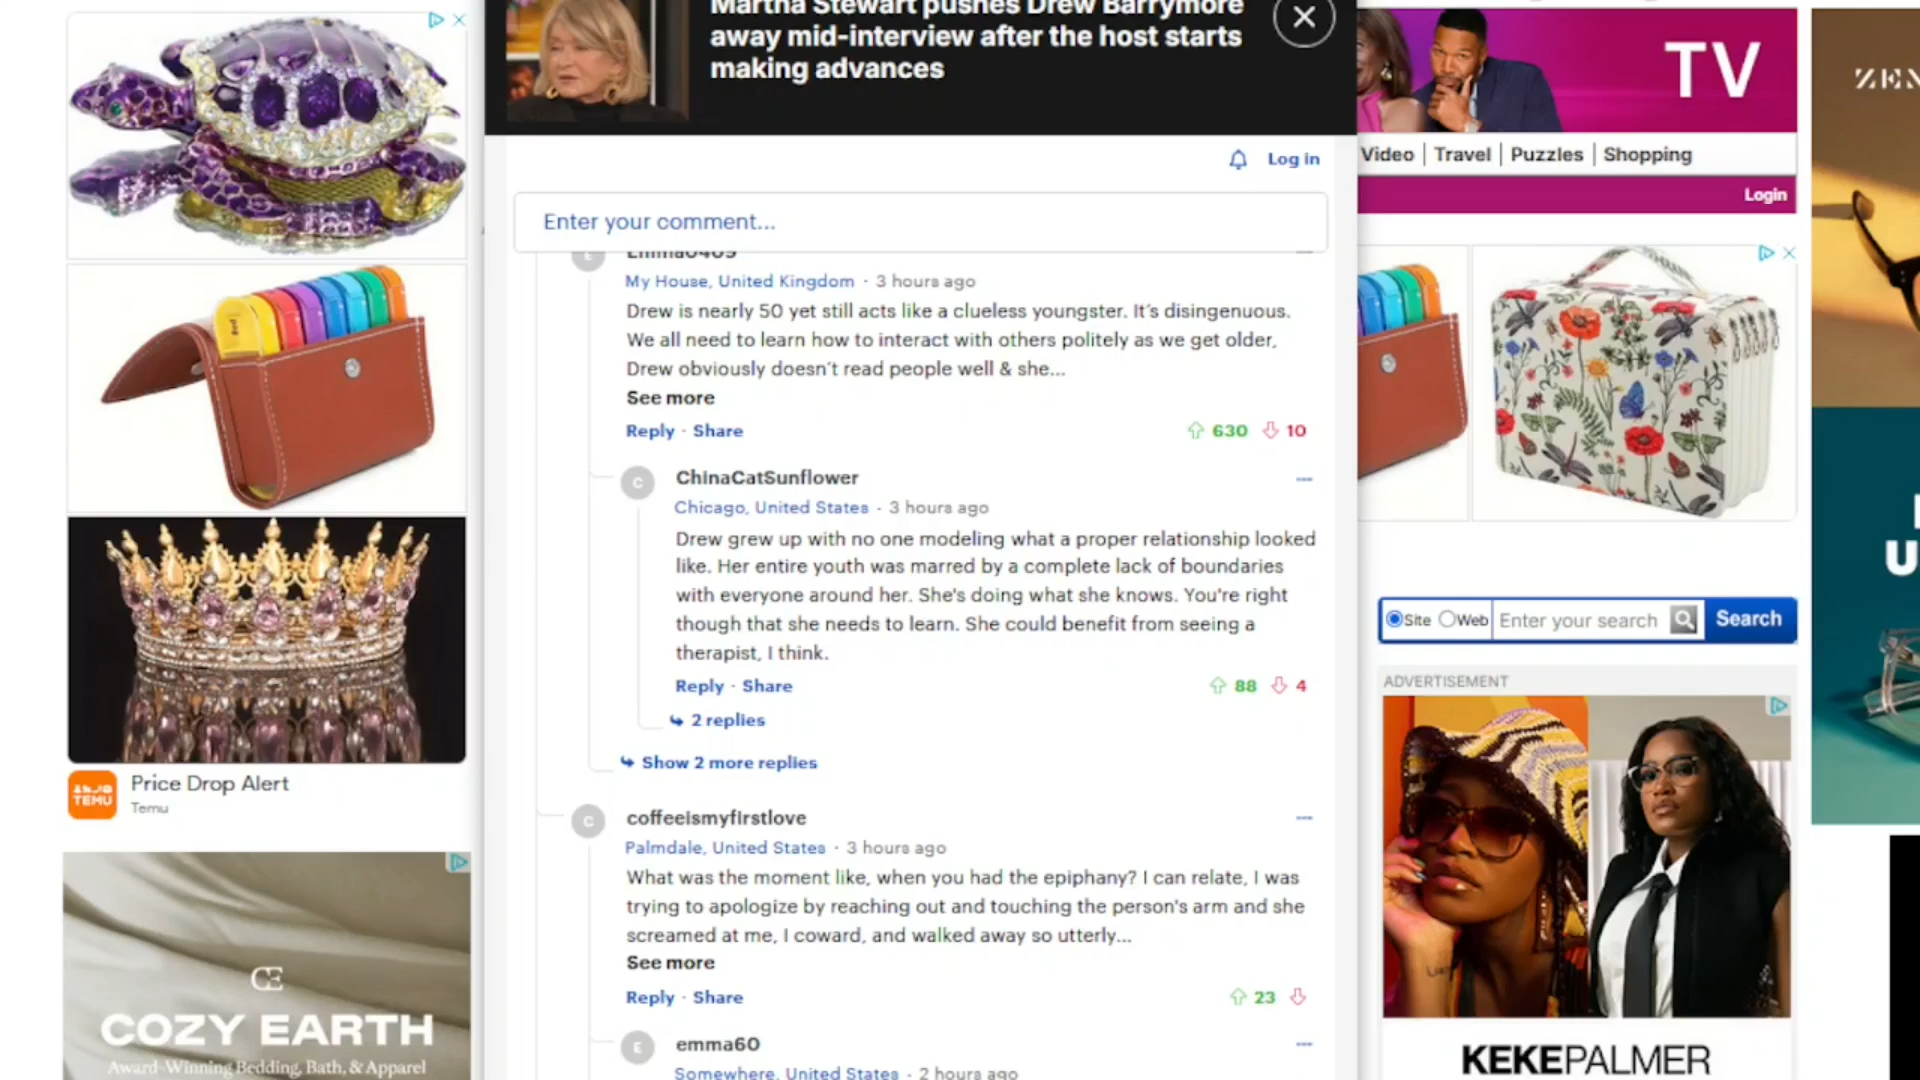 Martha Stewart pushes Drew Barrymore
away mid-interview after the host starts
making advances
Log in
Enter your comment...
Emma0409
My House, United Kingdom · 3 hours ago
Drew is nearly 50 yet still acts like a clueless youngster. It's disingenuous.
We all need to learn how to interact with others politely as we get older,
Drew obviously doesn't read people well & she...
See more
Reply · Share
630
10
C
ChinaCatSunflower
Chicago, United States · 3 hours ago
Drew grew up with no one modeling what a proper relationship looked
like. Her entire youth was marred by a complete lack of boundaries
with everyone around her. She's doing what she knows. You're right
though that she needs to learn. She could benefit from seeing a
therapist, I think.
Reply · Share
88
4
2 replies
Show 2 more replies
C
coffeeismyfirstlove
Palmdale, United States · 3 hours ago
What was the moment like, when you had the epiphany? I can relate, I was
trying to apologize by reaching out and touching the person's arm and she
screamed at me, I coward, and walked away so utterly...
See more
Reply · Share
23
E
emma60
Somewhere, United States · 2 hours ago
Price Drop Alert
TEMU
Temu
CE
COZY EARTH
Award-Winning Bedding, Bath, & Apparel
TV
Video
Travel
Puzzles
Shopping
Login
Site
Web
Enter your search
Search
ADVERTISEMENT
KEKEPALMER
ZEN
U